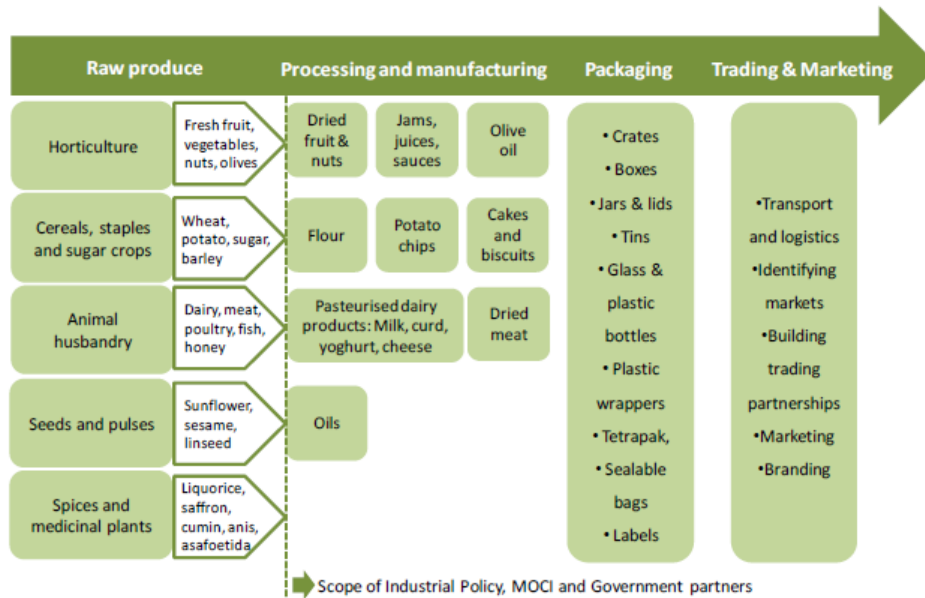 Raw produce
Processing and manufacturing
Packaging
Trading & Marketing
Horticulture
Fresh fruit,
vegetables,
nuts, olives
Dried
fruit &
nuts
Jams,
juices,
sauces
Olive
oil
Cereals, staples
and sugar crops
Wheat,
potato, sugar,
barley
Flour
Potato
chips
Cakes
and
biscuits
Animal
husbandry
Dairy, meat,
poultry, fish,
honey
Pasteurised dairy
products: Milk, curd,
yoghurt, cheese
Dried
meat
Seeds and pulses
Sunflower,
sesame,
linseed
Oils
Spices and
medicinal plants
Liquorice,
saffron,
cumin, anis,
asafoetida
• Crates
• Boxes
• Jars & lids
• Tins
• Glass &
plastic
bottles
• Plastic
wrappers
• Tetrapak,
• Sealable
bags
• Labels
•Transport
and logistics
•Identifying
markets
•Building
trading
partnerships
•Marketing
•Branding
Scope of Industrial Policy, MOCI and Government partners